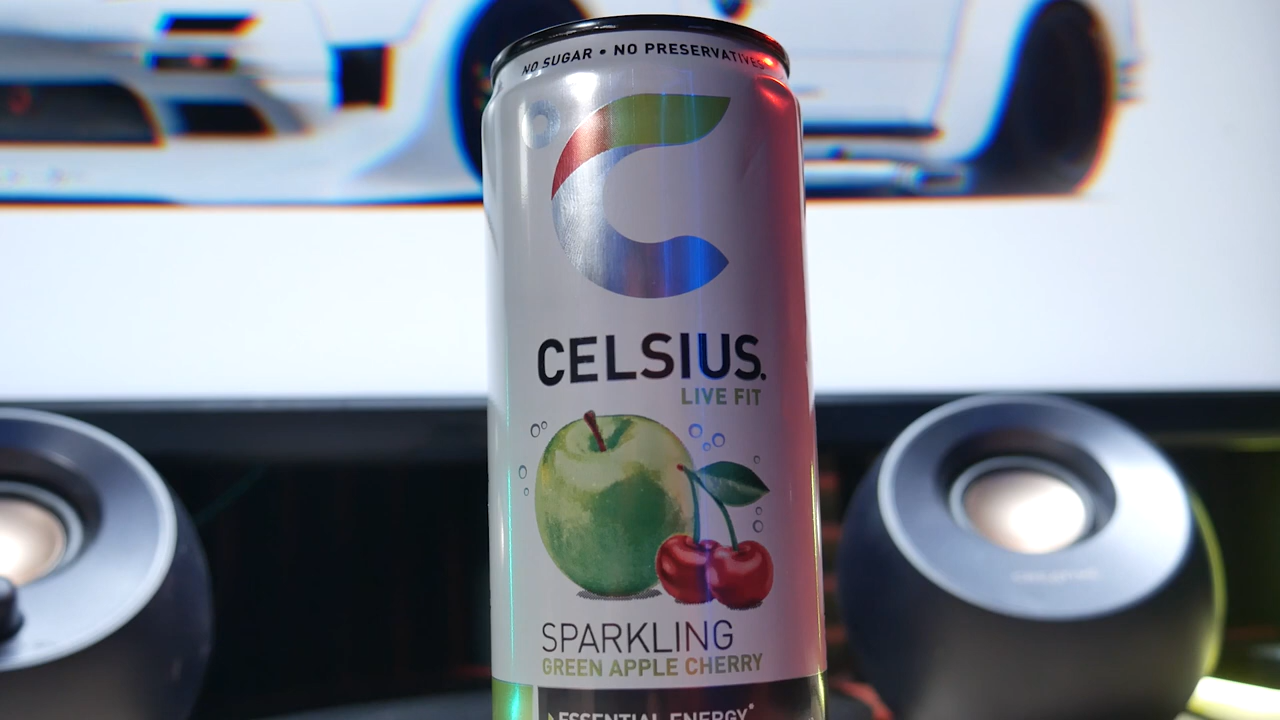 NO SUGAR • NO PRESERVATIVES
CELSIUS.
LIVE FIT
SPARKLING
GREEN APPLE CHERRY
ESSENTIAL ENERGY*